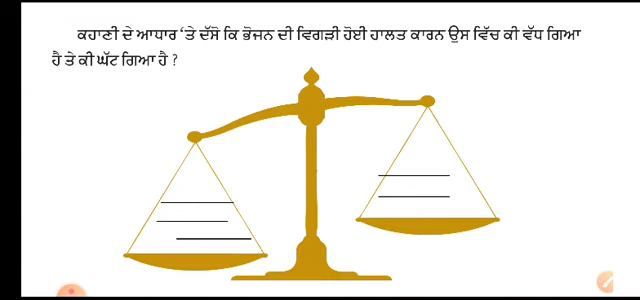 ਕਹਾਣੀ ਦੇ ਆਧਾਰ 'ਤੇ ਦੱਸੋ ਕਿ ਭੋਜਨ ਦੀ ਵਿਗੜੀ ਹੋਈ ਹਾਲਤ ਕਾਰਨ ਉਸ ਵਿੱਚ ਕੀ ਵੱਧ ਗਿਆ
ਹੈ ਤੇ ਕੀ ਘੱਟ ਗਿਆ ਹੈ ?